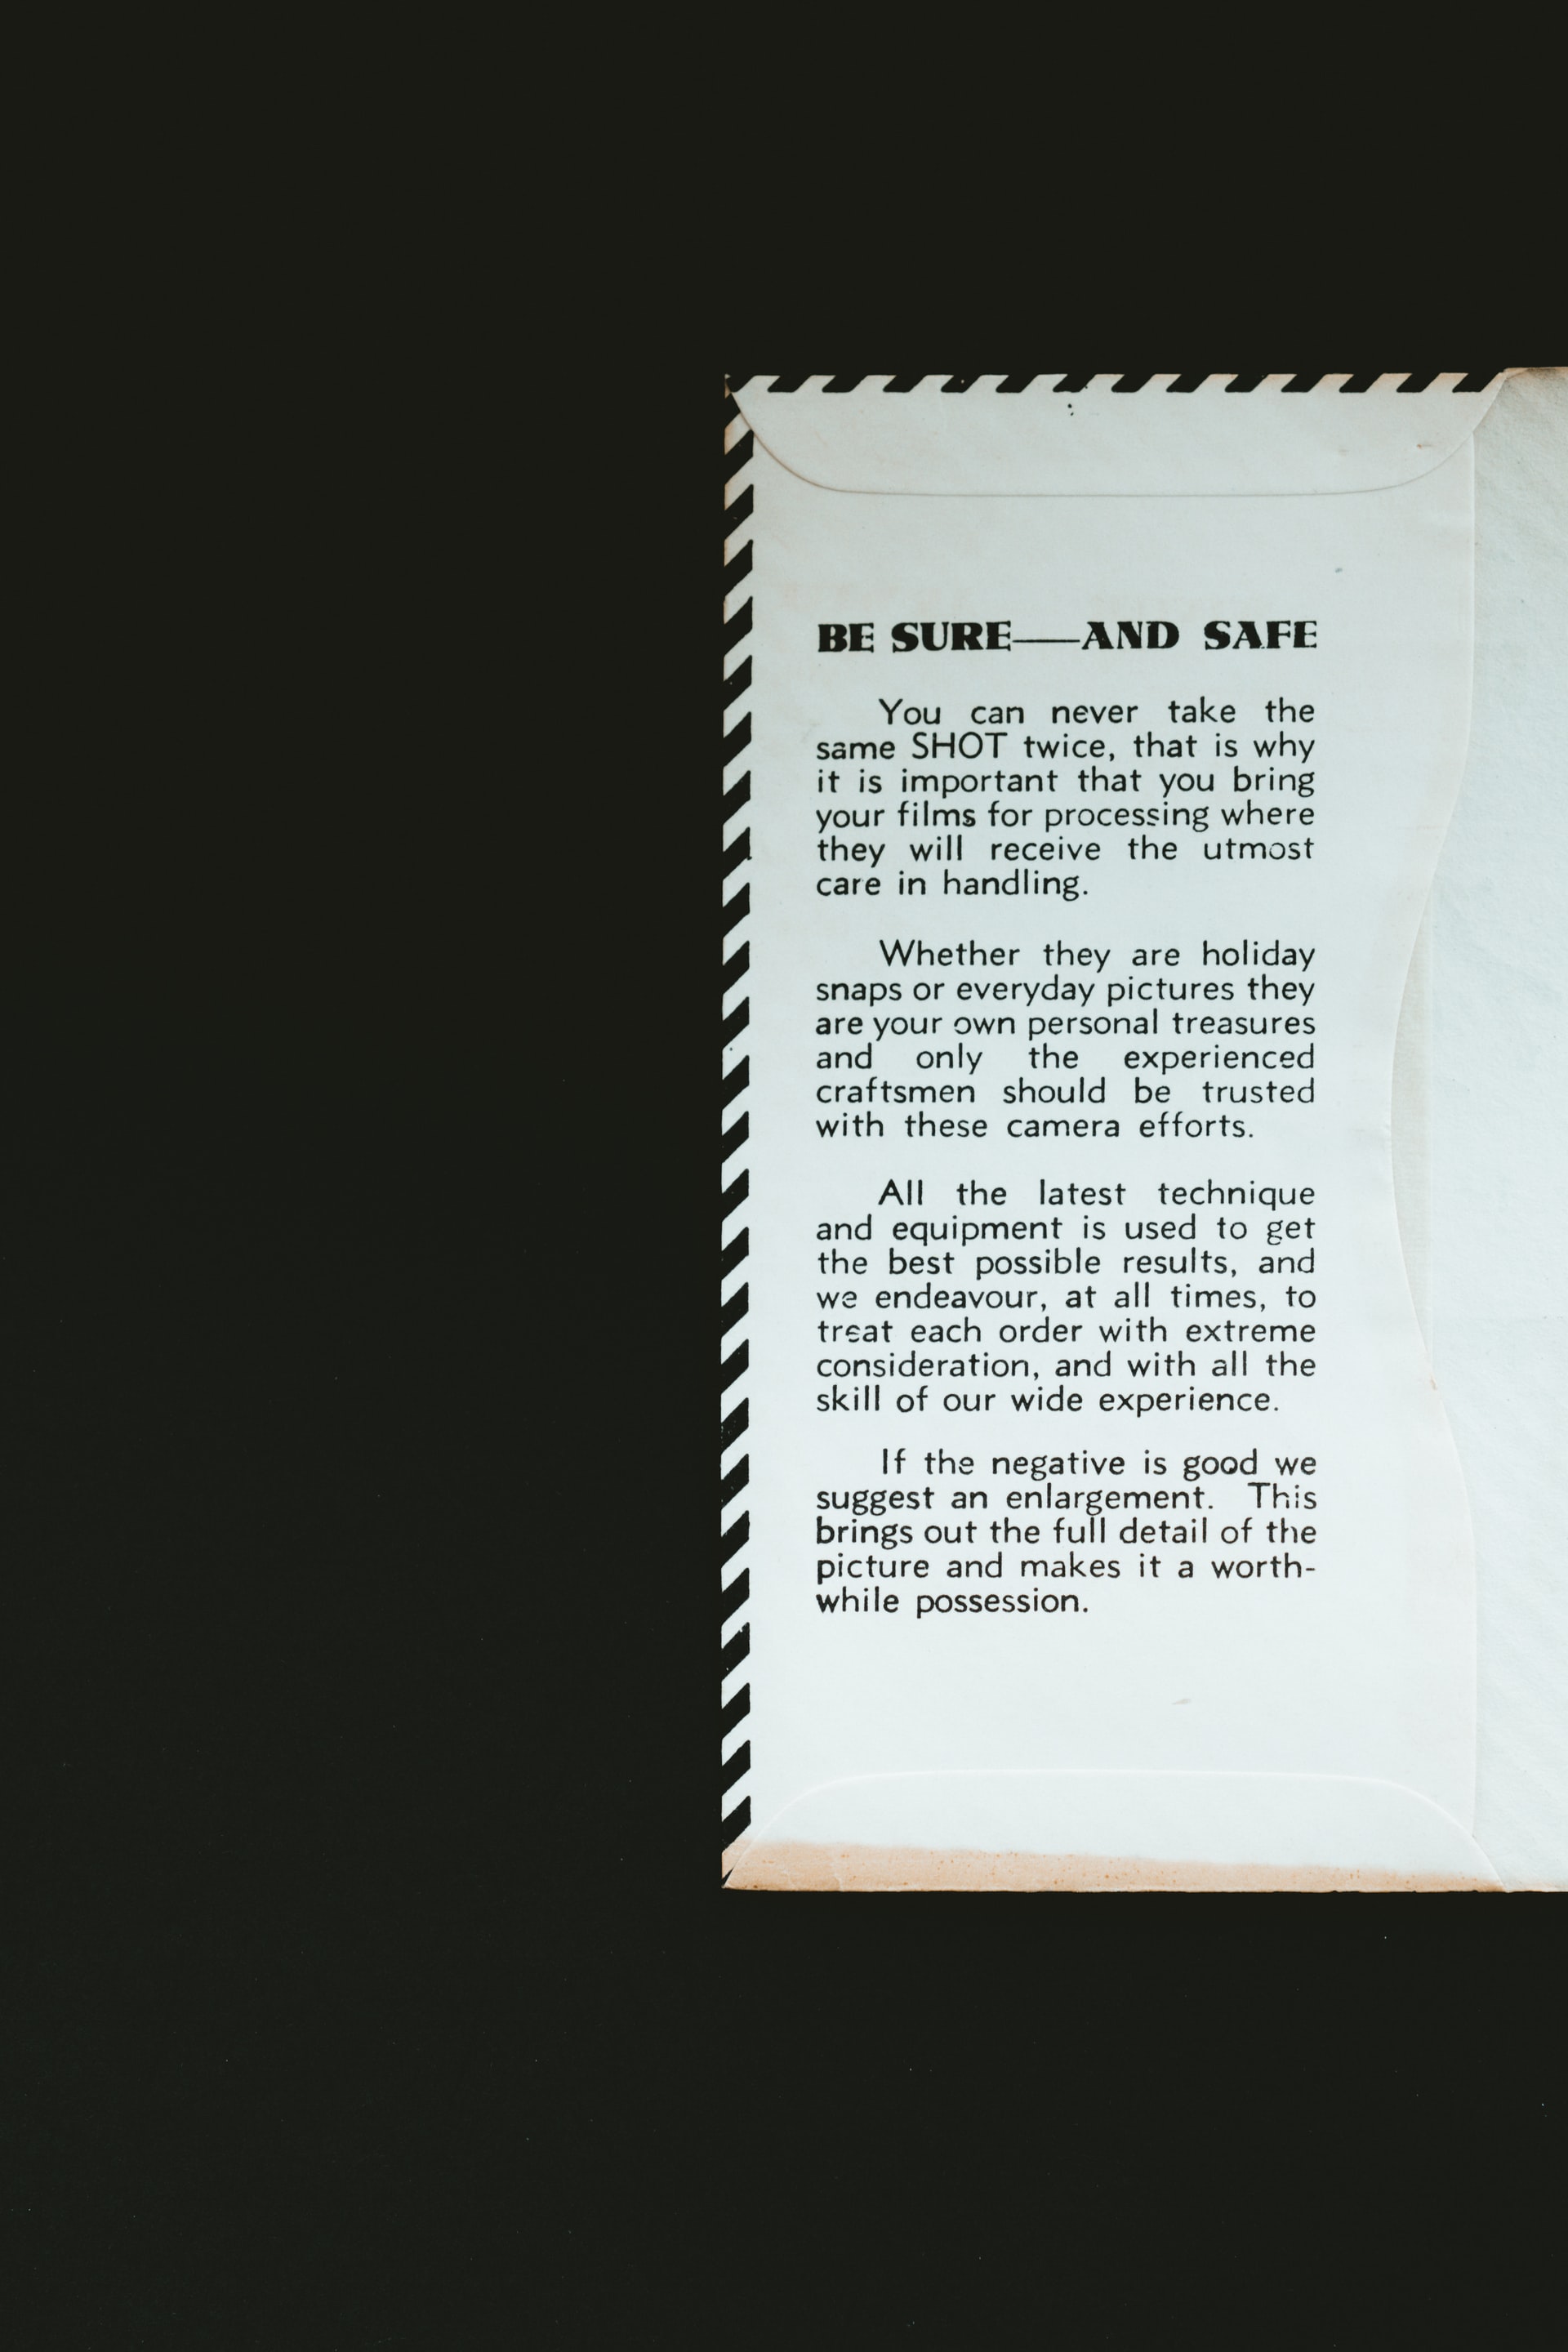 BE SURE——AND SAFE
You can never take the
same SHOT twice, that is why
it is important that you bring
your films for processing where
they will receive the utmost
care in handling.
Whether they are holiday
snaps or everyday pictures they
are your own personal treasures
and only the experienced
craftsmen should be trusted
with these camera efforts.
All the latest technique
and equipment is used to get
the best possible results, and
we endeavour, at all times, to
treat each order with extreme
consideration, and with all the
skill of our wide experience.
If the negative is good we
suggest an enlargement. This
brings out the full detail of the
picture and makes it a worth-
while possession.